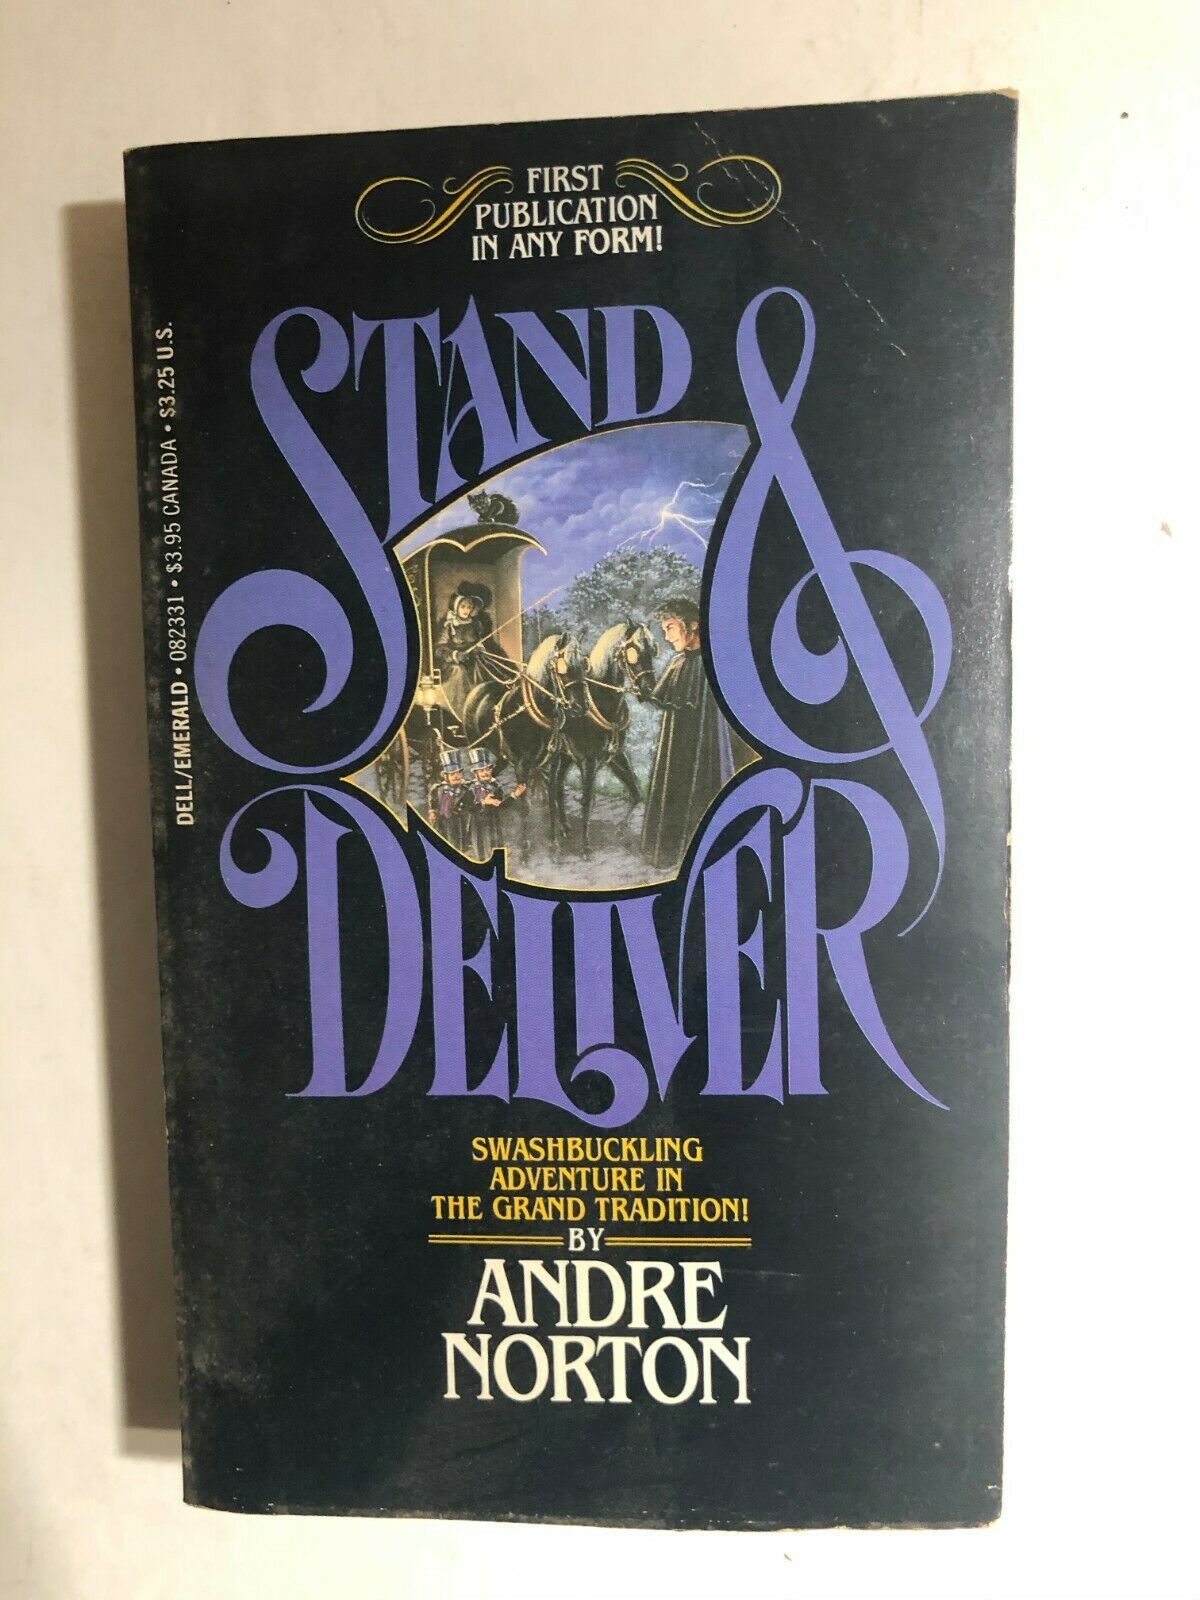 FIRST
PUBLICATION
IN ANY FORM!
STAND &
DELIVER
SWASHBUCKLING
ADVENTURE IN
THE GRAND TRADITION!
BY
ANDRE
NORTON
DELL/EMERALD • 082331 • $3.95 CANADA • $3.25 U.S.